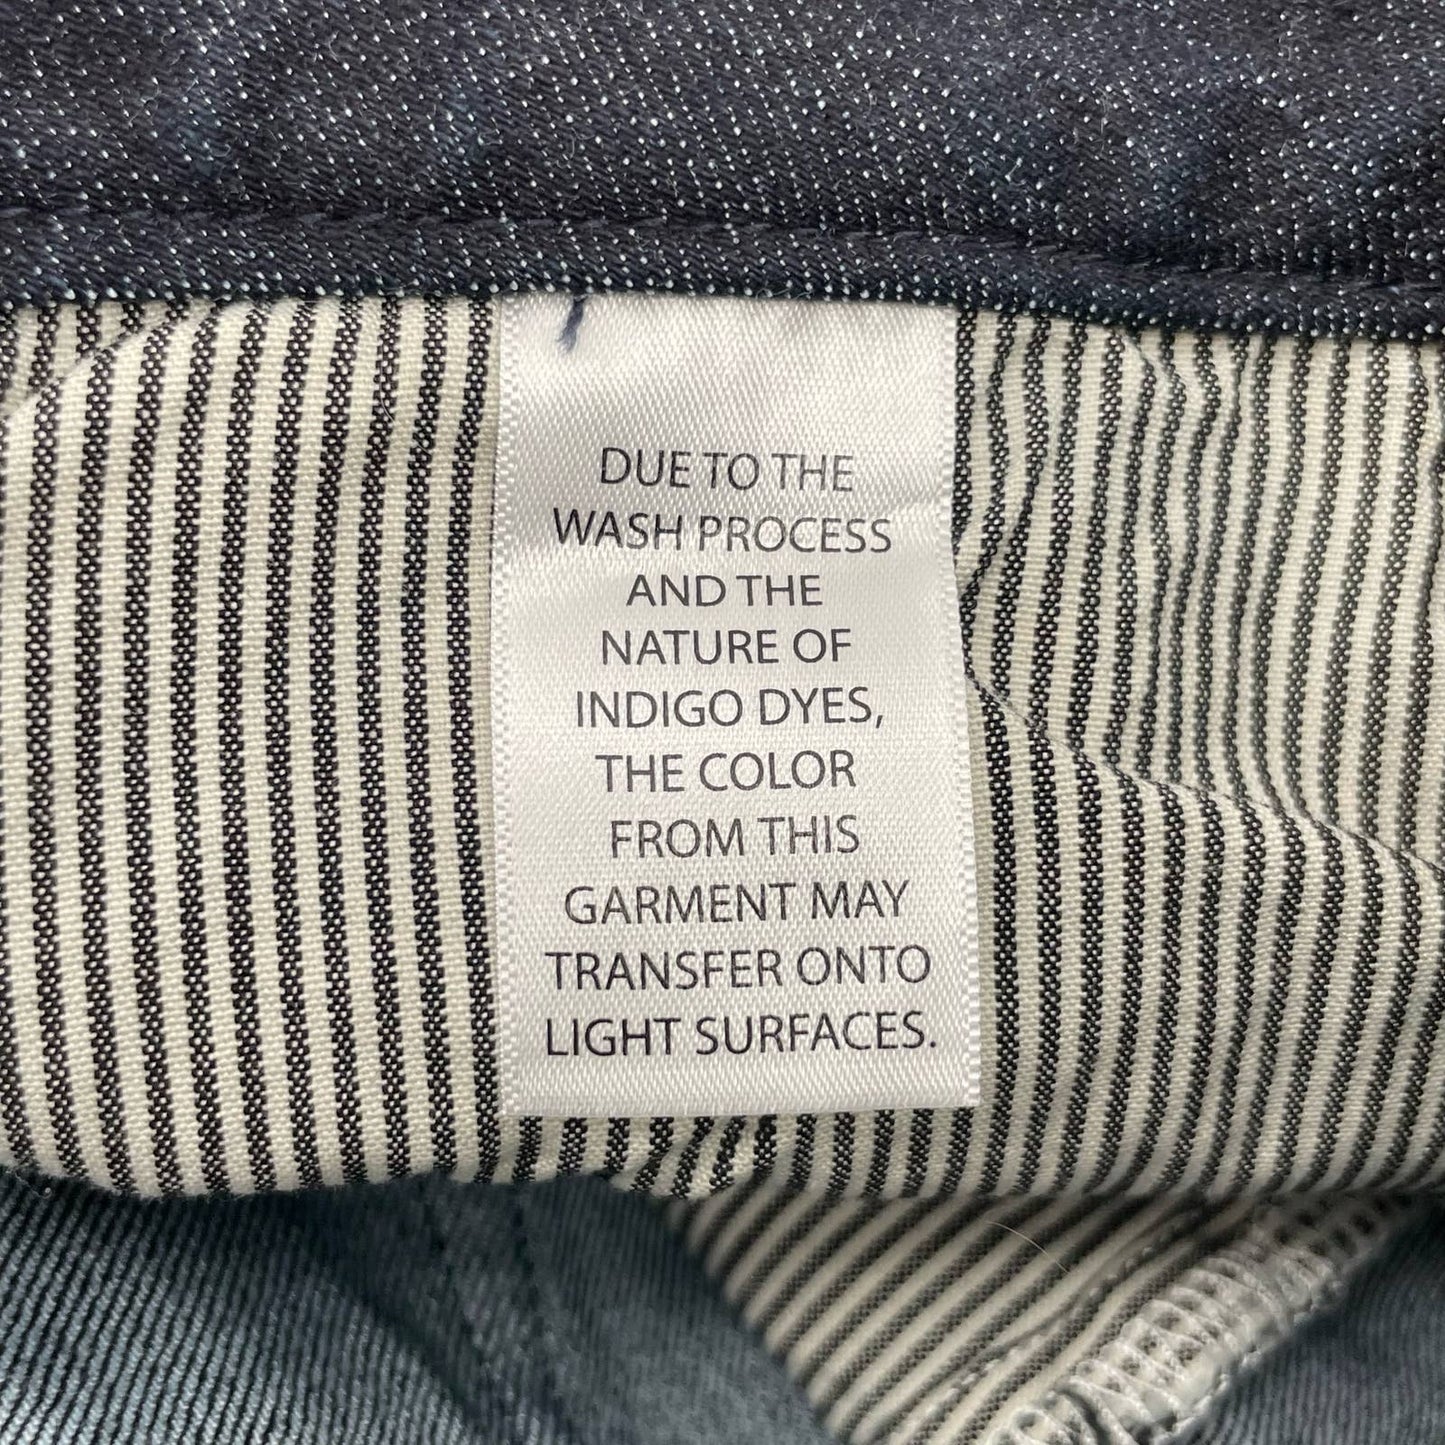 DUE TO THE
WASH PROCESS
AND THE
NATURE OF
INDIGO DYES,
THE COLOR
FROM THIS
GARMENT MAY
TRANSFER ONTO
LIGHT SURFACES.